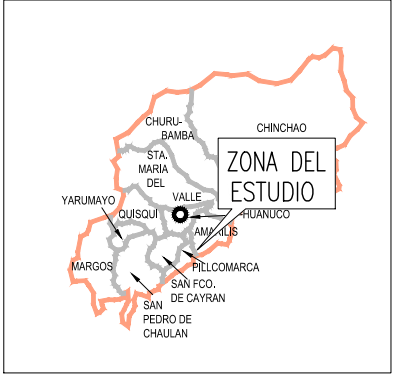 CHURU-
BAMBA
CHINCHAO
STA.
MARIA
DEL
VALLE
ZONA DEL
ESTUDIO
YARUMAYO
QUISQUI
HUANUCO
AMARILIS
MARGOS
PILLCOMARCA
SAN FCO.
DE CAYRAN
SAN
PEDRO DE
CHAULAN